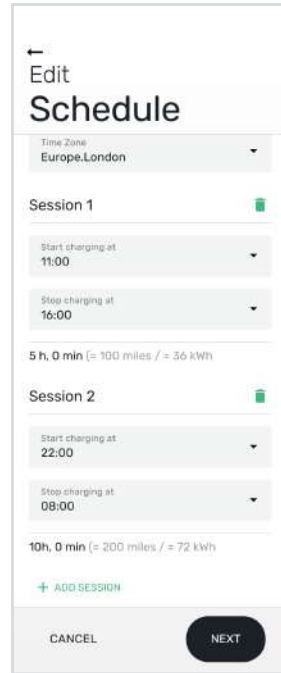 Edit
Schedule
Time Zone
Europe.London
Session 1
Start charging at
11:00
Stop charging at
16:00
5 h, 0 min (= 100 miles / = 36 kWh
Session 2
Start charging at
22:00
Stop charging at
08:00
10h, 0 min (= 200 miles / = 72 kWh
+ ADD SESSION
CANCEL NEXT